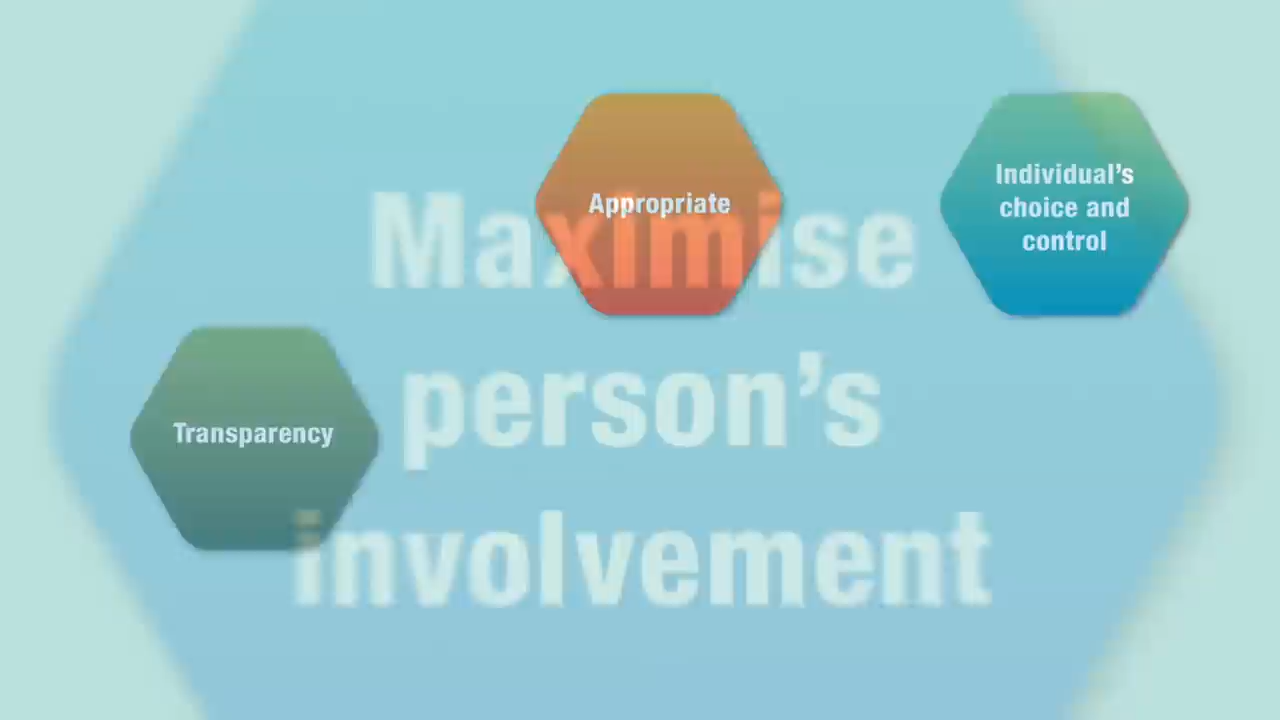 Appropriate
Individual’s
choice and
control
Maximise
person’s
involvement
Transparency